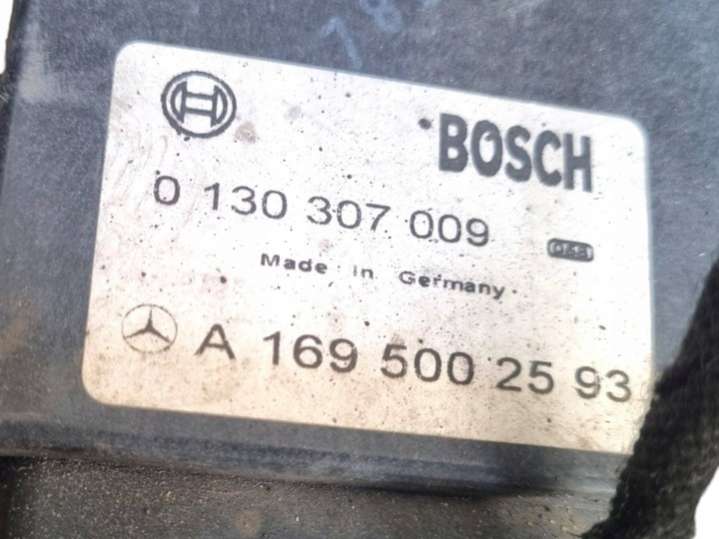 BOSCH
0 130 307 009
Made in Germany
A 169 500 25 93